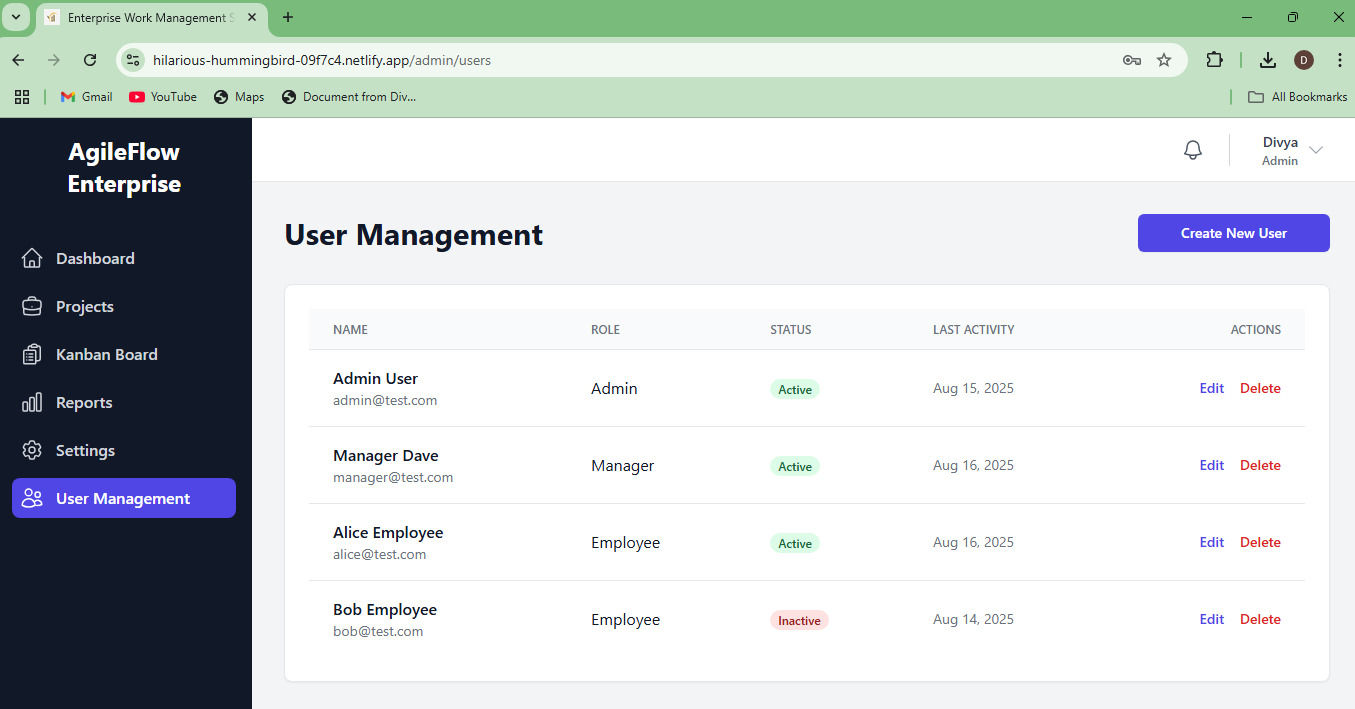 Enterprise Work Management S
hilarious-hummingbird-09f7c4.netlify.app/admin/users
D
Gmail
YouTube
Maps
Document from Div...
All Bookmarks
AgileFlow
Enterprise
Dashboard
Projects
Kanban Board
Reports
Settings
User Management
Divya
Admin
User Management
Create New User
NAME ROLE STATUS LAST ACTIVITY ACTIONS
Admin User
admin@test.com
Admin Active Aug 15, 2025 Edit Delete
Manager Dave
manager@test.com
Manager Active Aug 16, 2025 Edit Delete
Alice Employee
alice@test.com
Employee Active Aug 16, 2025 Edit Delete
Bob Employee
bob@test.com
Employee Inactive Aug 14, 2025 Edit Delete